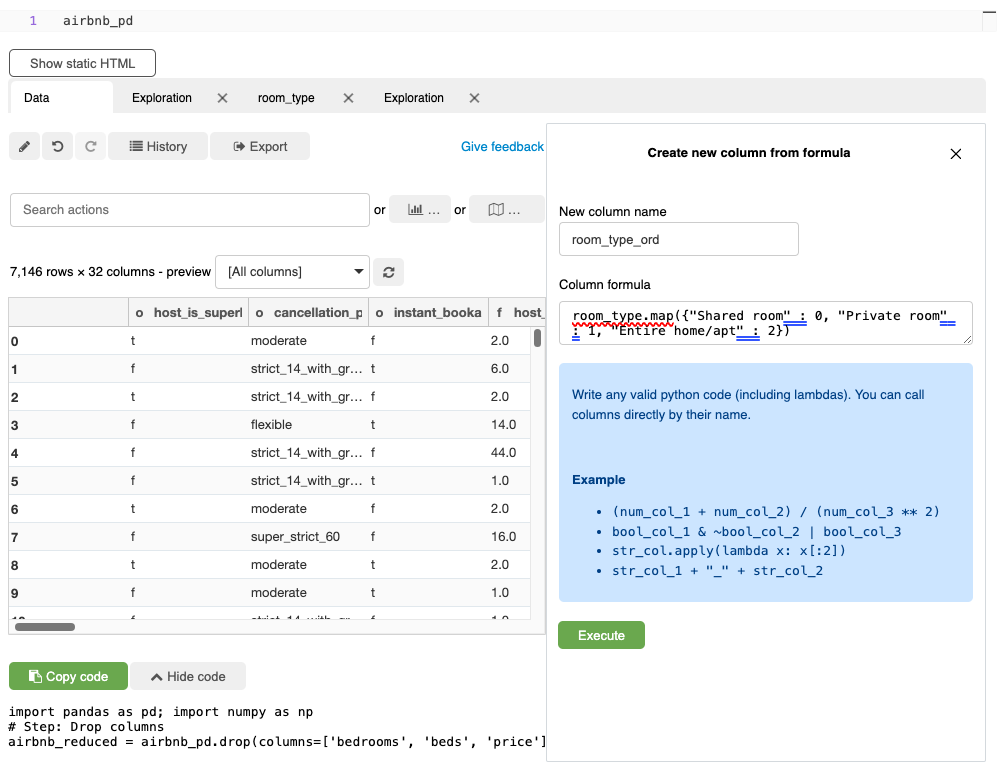 1 airbnb_pd
Show static HTML
Data Exploration room_type Exploration
History Export Give feedback
Search actions or ... or ...
7,146 rows × 32 columns - preview [All columns]
o host_is_superl o cancellation_p o instant_booka f host_
0 t moderate f 2.0
1 f strict_14_with_gr... t 6.0
2 t strict_14_with_gr... f 2.0
3 f flexible t 14.0
4 f strict_14_with_gr... f 44.0
5 f strict_14_with_gr... t 1.0
6 t moderate f 2.0
7 f super_strict_60 f 16.0
8 t moderate t 2.0
9 f moderate t 1.0
10 f strict_14_with_gr... f 1.0
Copy code Hide code
import pandas as pd; import numpy as np
# Step: Drop columns
airbnb_reduced = airbnb_pd.drop(columns=['bedrooms', 'beds', 'price']
Create new column from formula
New column name
room_type_ord
Column formula
room_type.map({"Shared room" : 0, "Private room"
: 1, "Entire home/apt" : 2})
Write any valid python code (including lambdas). You can call
columns directly by their name.
Example
• (num_col_1 + num_col_2) / (num_col_3 ** 2)
• bool_col_1 & ~bool_col_2 | bool_col_3
• str_col.apply(lambda x: x[:2])
• str_col_1 + "_" + str_col_2
Execute